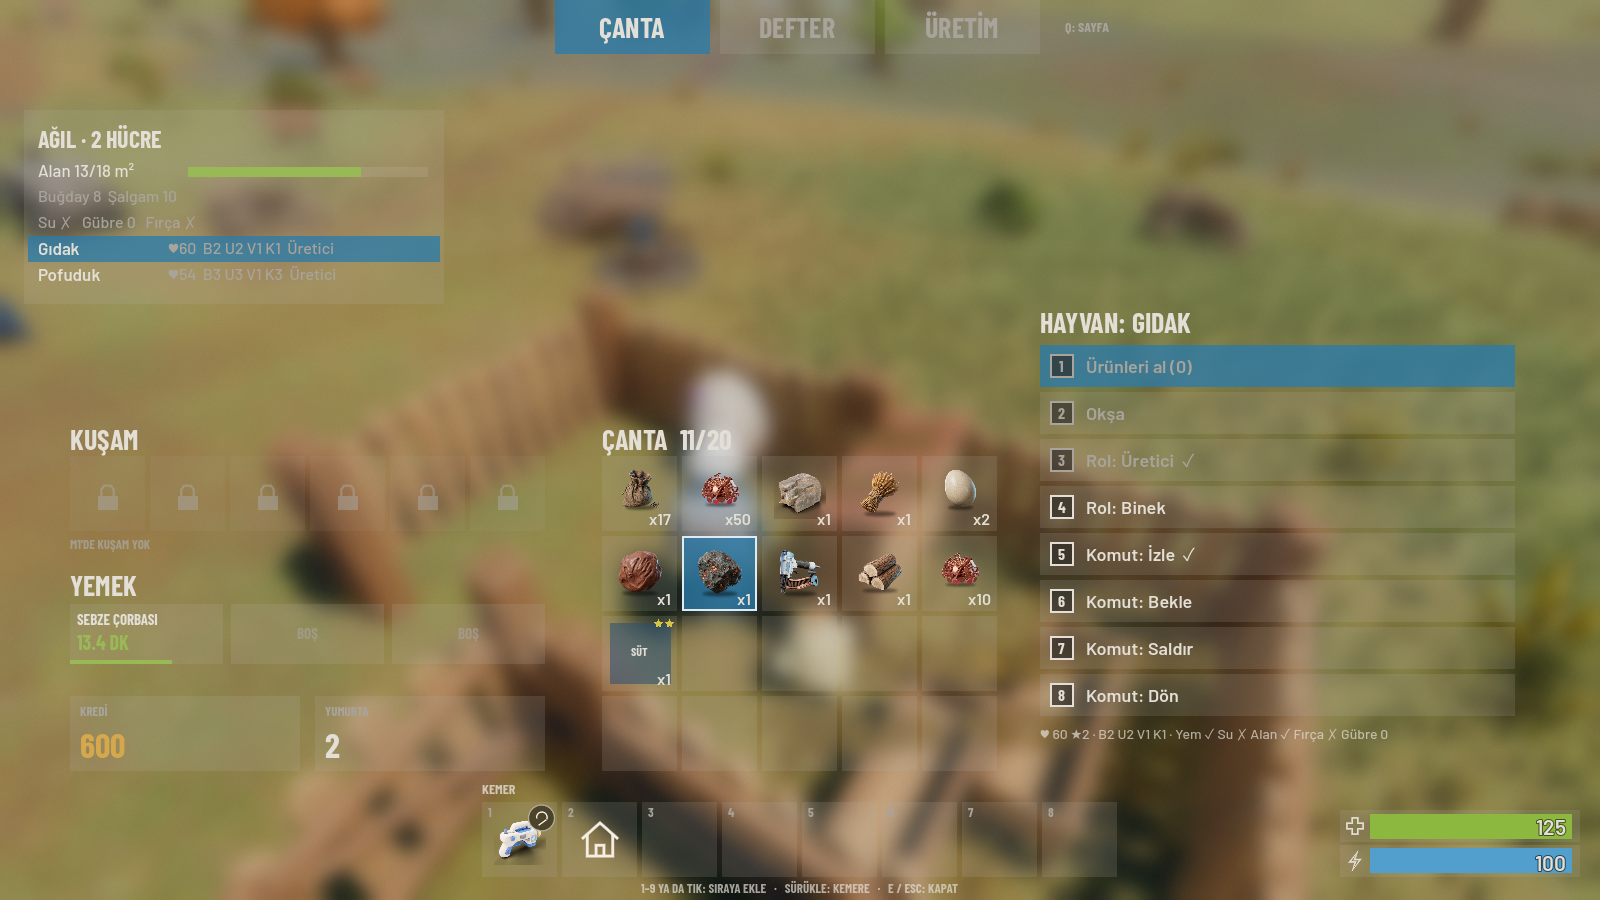 ÇANTA
DEFTER
ÜRETİM
Q: SAYFA
AĞIL · 2 HÜCRE
Alan 13/18 m²
Buğday 8 Şalgam 10
Su ╳ Gübre 0 Fırça ╳
Gıdak ♥60 B2 U2 V1 K1 Üretici
Pofuduk ♥54 B3 U3 V1 K3 Üretici
HAYVAN: GIDAK
1 Ürünleri al (0)
2 Okşa
3 Rol: Üretici ✓
4 Rol: Binek
5 Komut: İzle ✓
6 Komut: Bekle
7 Komut: Saldır
8 Komut: Dön
♥ 60 ★2 · B2 U2 V1 K1 · Yem ✓ Su ╳ Alan ✓ Fırça ╳ Gübre 0
KUŞAM
MT'DE KUŞAM YOK
YEMEK
SEBZE ÇORBASI
13.4 DK
BOŞ
BOŞ
KREDİ
600
YUMURTA
2
ÇANTA 11/20
x17
x50
x1
x1
x2
x1
x1
x1
x1
x10
★★
SÜT
x1
KEMER
1
2
3
4
5
7
8
125
100
1-9 YA DA TIK: SIRAYA EKLE · SÜRÜKLE: KEMERE · E / ESC: KAPAT